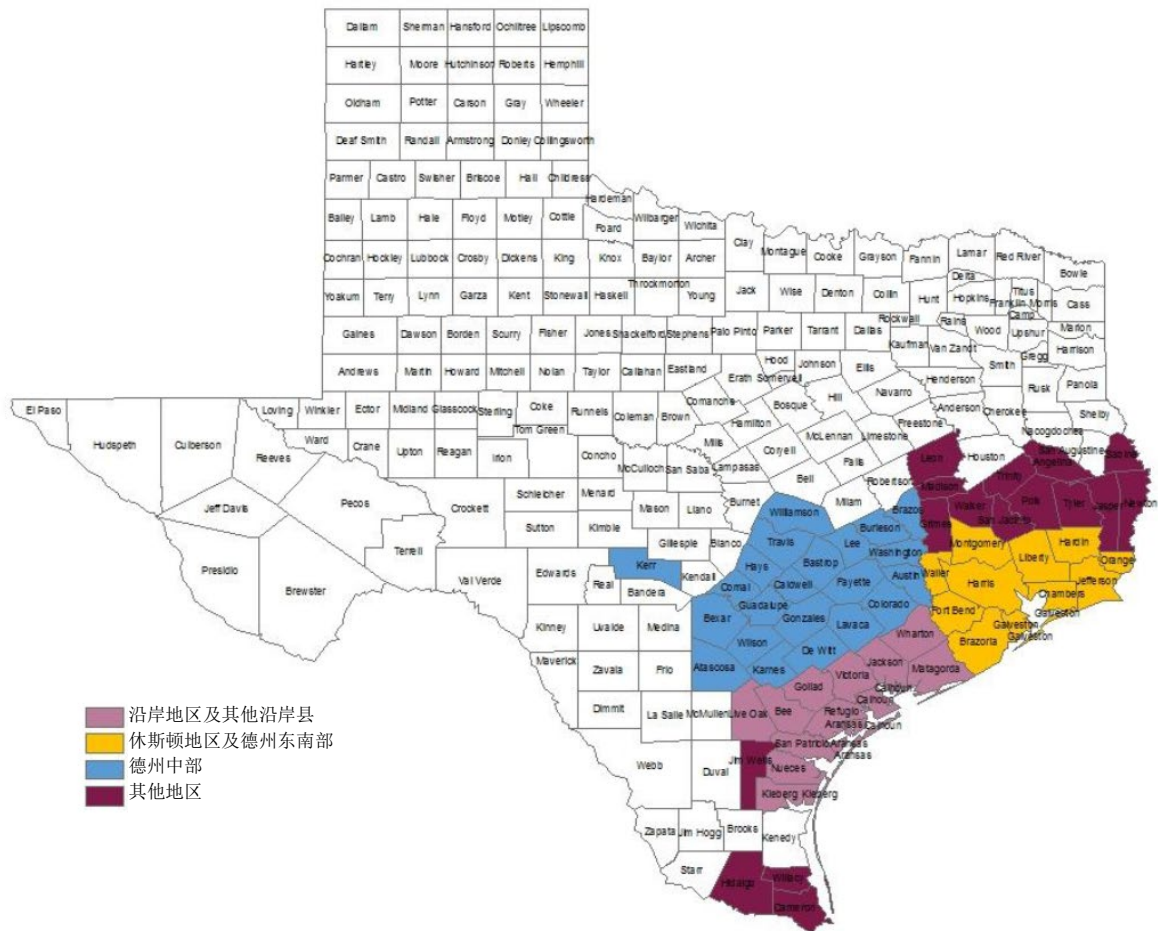 Dallam Sherman Hansford Ochiltree Lipscomb
Hartley Moore Hutchinson Roberts Hemphill
Oldham Potter Carson Gray Wheeler
Deaf Smith Randall Armstrong Donley Collingsworth
Parmer Castro Swisher Briscoe Hall Childress
Hardeman
Bailey Lamb Hale Floyd Motley Cottle Foard Wilbarger Wichita
Clay Montague Cooke Grayson Fannin Lamar Red River Bowie
Cochran Hockley Lubbock Crosby Dickens King Knox Baylor Archer
Delta
Throckmorton
Yoakum Terry Lynn Garza Kent Stonewall Haskell Young Jack Wise Denton Collin Hunt Hopkins Franklin Titus Morris Cass
Camp
Rockwall Rains
Gaines Dawson Borden Scurry Fisher Jones Shackelford Stephens Palo Pinto Parker Tarrant Dallas Kaufman Van Zandt Wood Upshur Marion
Gregg Harrison
Andrews Martin Howard Mitchell Nolan Taylor Callahan Eastland Erath Hood Somervell Johnson Ellis Henderson Smith Rusk Panola
El Paso Hudspeth Culberson Loving Winkler Ector Midland Glasscock Sterling Coke Runnels Coleman Brown Comanche Bosque Hill Navarro Anderson Cherokee Shelby
Hamilton Freestone Nacogdoches
Reeves Ward Crane Upton Reagan Irion Tom Green Concho McCulloch San Saba Mills Lampasas Coryell McLennan Limestone Leon Houston San Augustine Sabine
Angelina
Bell Falls Robertson Madison Trinity
Jeff Davis Pecos Crockett Schleicher Menard Mason Llano Burnet Milam Walker Polk Tyler Jasper Newton
Williamson Burleson Brazos Grimes San Jacinto
Sutton Kimble Gillespie Blanco Travis Lee Washington Montgomery Hardin
Presidio Brewster Terrell Val Verde Edwards Kerr Kendall Hays Bastrop Liberty Orange
Real Bandera Comal Caldwell Fayette Austin Waller Harris Jefferson
Chambers
Kinney Uvalde Medina Bexar Guadalupe Gonzales Colorado Fort Bend Galveston
Lavaca Galveston
Galveston
Wilson Wharton Brazoria
Maverick Zavala Frio Atascosa Karnes De Witt Jackson Matagorda
Victoria
Goliad Calhoun
Dimmit La Salle McMullen Live Oak Bee Refugio Calhoun
Aransas Calhoun
San Patricio Aransas
Aransas
Webb Duval Jim Wells Nueces
Kleberg Kleberg
Zapata Jim Hogg Brooks Kenedy
Starr Hidalgo Willacy
Cameron
沿岸地区及其他沿岸县
休斯顿地区及德州东南部
德州中部
其他地区